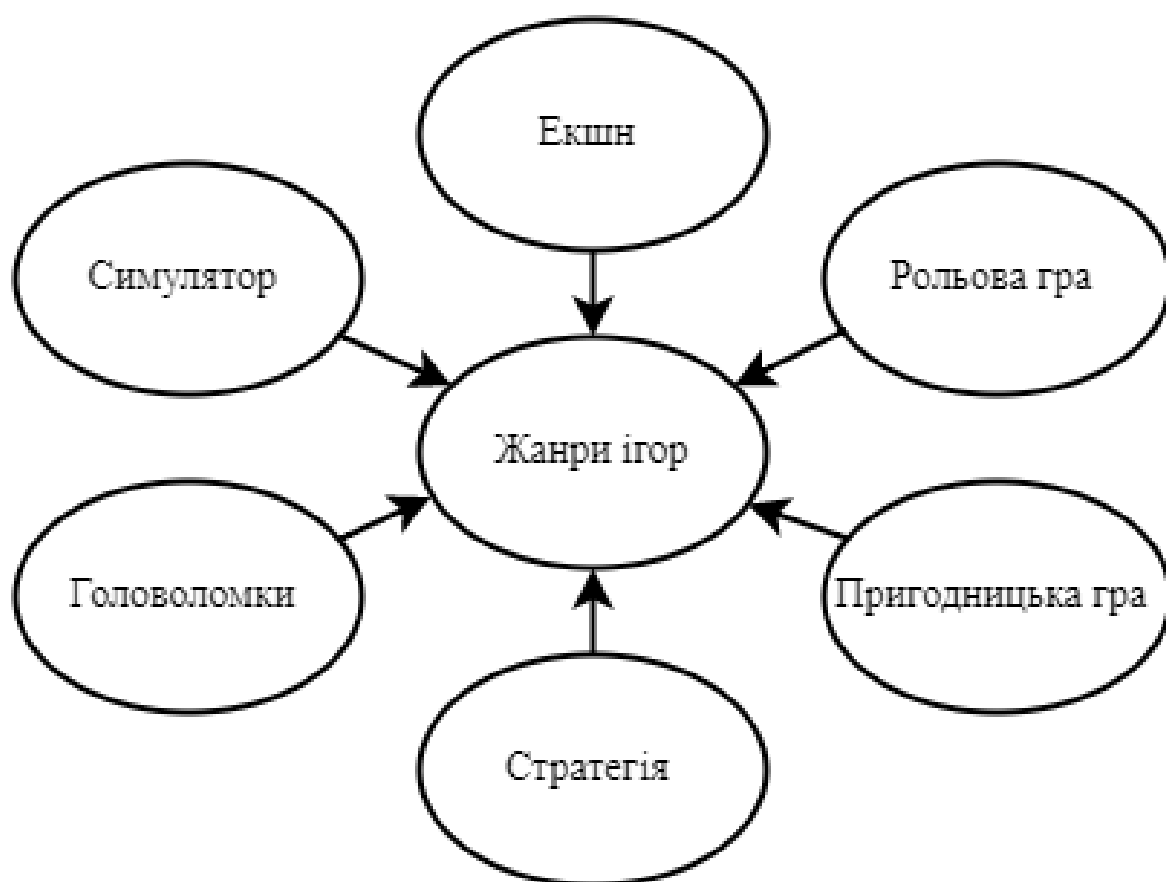 Екшн
Симулятор
Рольова гра
Жанри ігор
Головоломки
Пригодницька гра
Стратегія